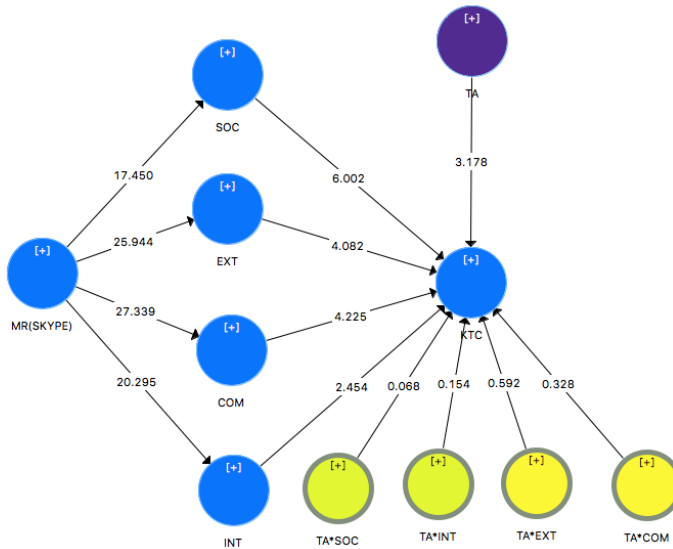 [+]
TA
[+]
SOC
17.450
6.002
3.178
[+]
EXT
25.944
4.082
[+]
MR(SKYPE)
[+]
KTC
27.339
4.225
[+]
COM
20.295
2.454
0.068
0.154
0.592
0.328
[+]
INT
[+]
TA*SOC
[+]
TA*INT
[+]
TA*EXT
[+]
TA*COM